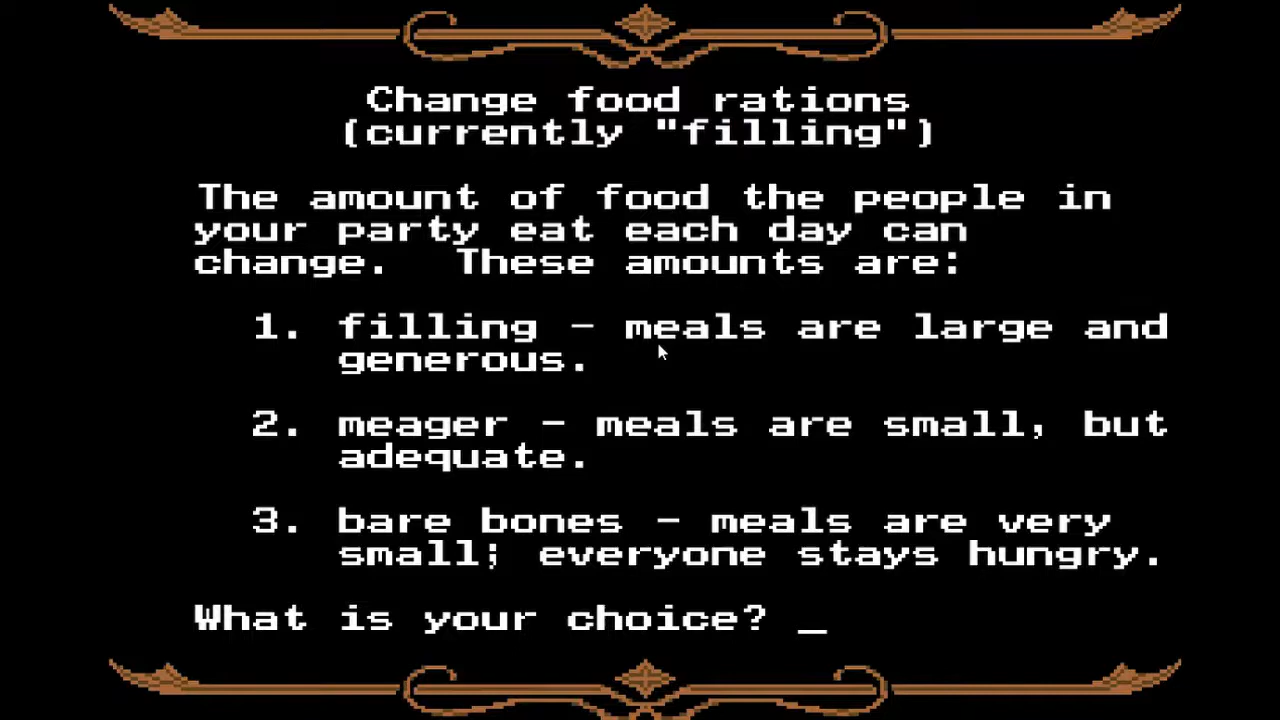 Change food rations
(currently "filling")
The amount of food the people in
your party eat each day can
change.  These amounts are:
1. filling - meals are large and
generous.
2. meager - meals are small, but
adequate.
3. bare bones - meals are very
small; everyone stays hungry.
What is your choice? _